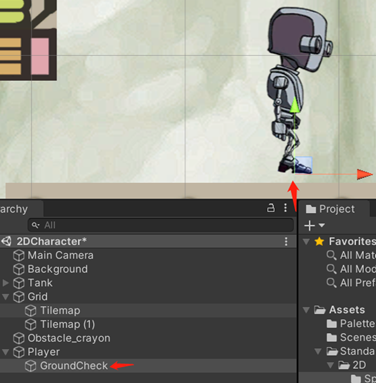 archy
Project
All
2DCharacter*
Favorites
Main Camera
All Mat
Background
All Mod
Tank
All Pref
Grid
Tilemap
Assets
Tilemap (1)
Palette
Obstacle_crayon
Scenes
Player
Standa
GroundCheck
2D
Sp